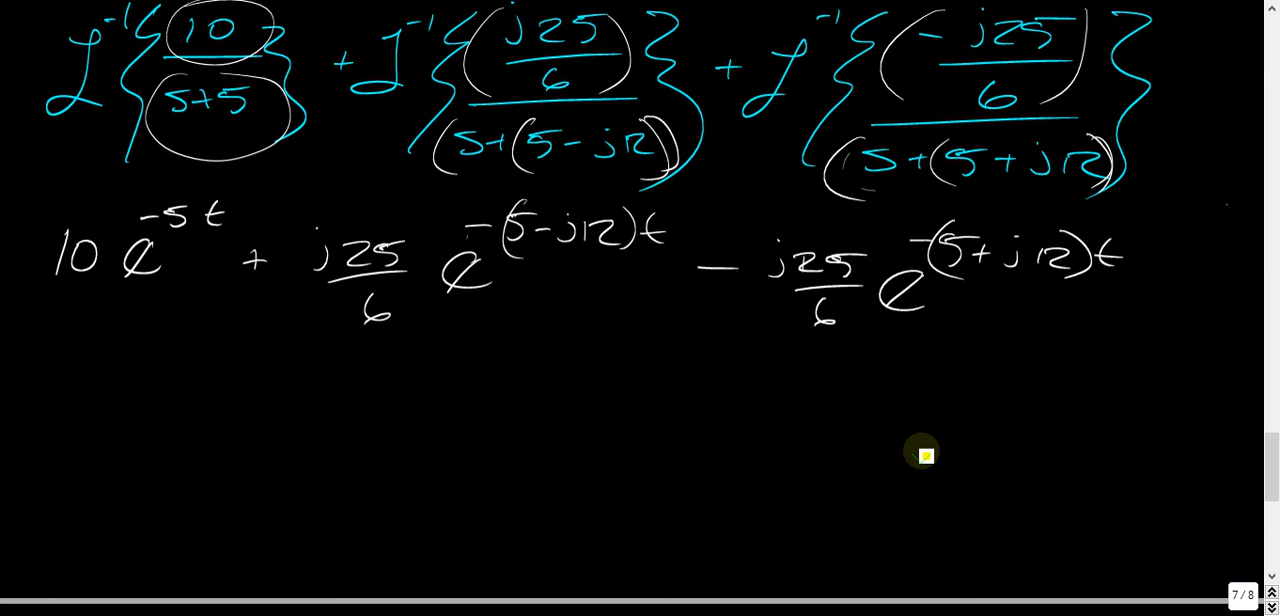 ℒ⁻¹{10/(s+5)} + ℒ⁻¹{(j25/6)/(s+(5-j12))} + ℒ⁻¹{(-j25/6)/(s+(5+j12))}
10 e^{-5t} + j25/6 e^{-(5-j12)t} - j25/6 e^{-(5+j12)t}
7 / 8